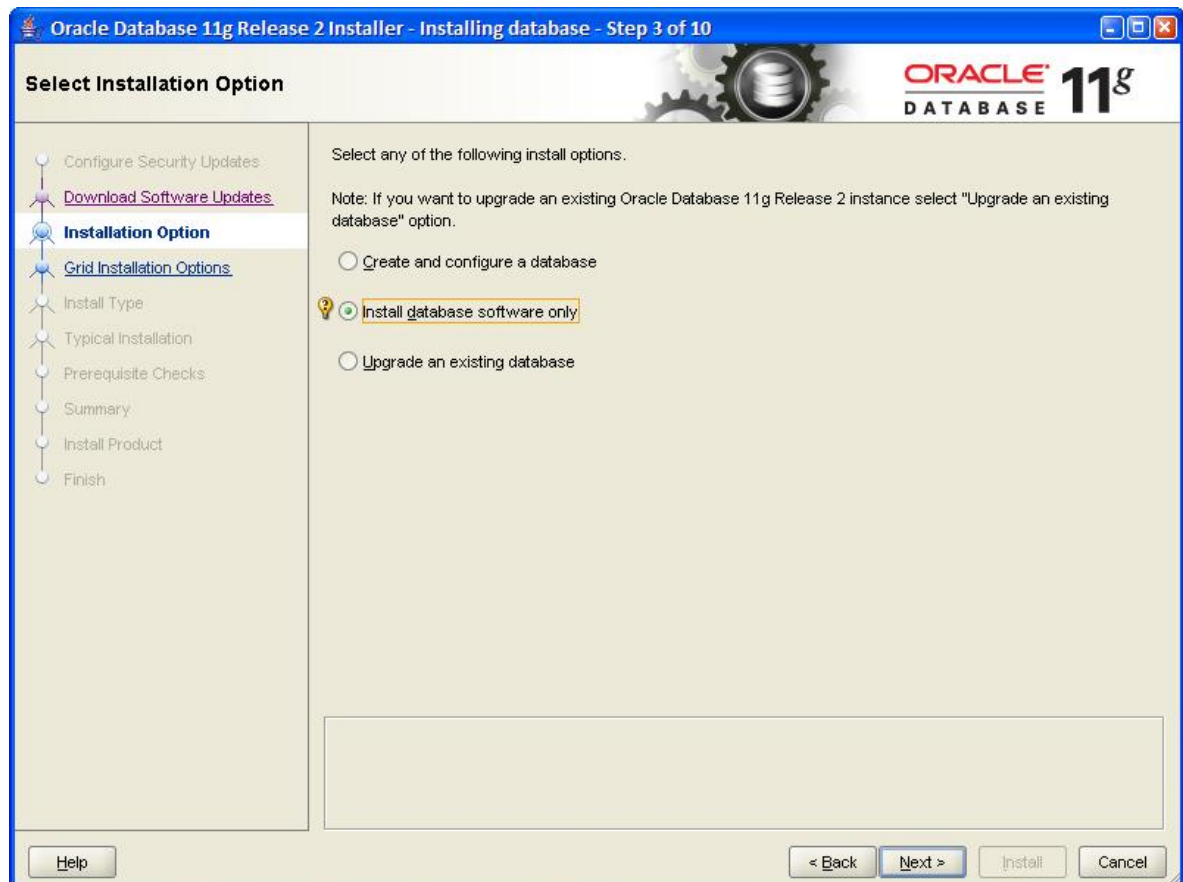 Oracle Database 11g Release 2 Installer - Installing database - Step 3 of 10
Select Installation Option
ORACLE
DATABASE
11g
Configure Security Updates
Download Software Updates
Installation Option
Grid Installation Options
Install Type
Typical Installation
Prerequisite Checks
Summary
Install Product
Finish
Select any of the following install options.
Note: If you want to upgrade an existing Oracle Database 11g Release 2 instance select "Upgrade an existing
database" option.
Create and configure a database
Install database software only
Upgrade an existing database
Help
< Back
Next >
Install
Cancel